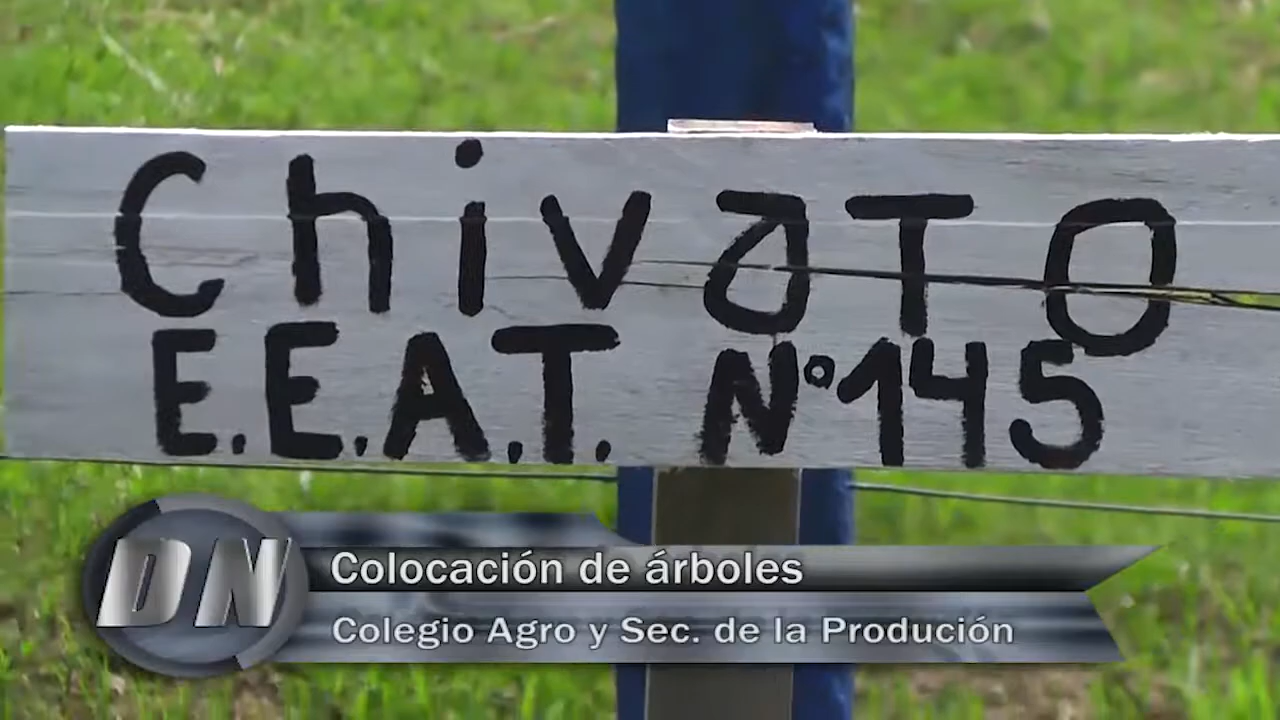 ChivaTo
E.E.A.T. N°145
DN
Colocación de árboles
Colegio Agro y Sec. de la Produción